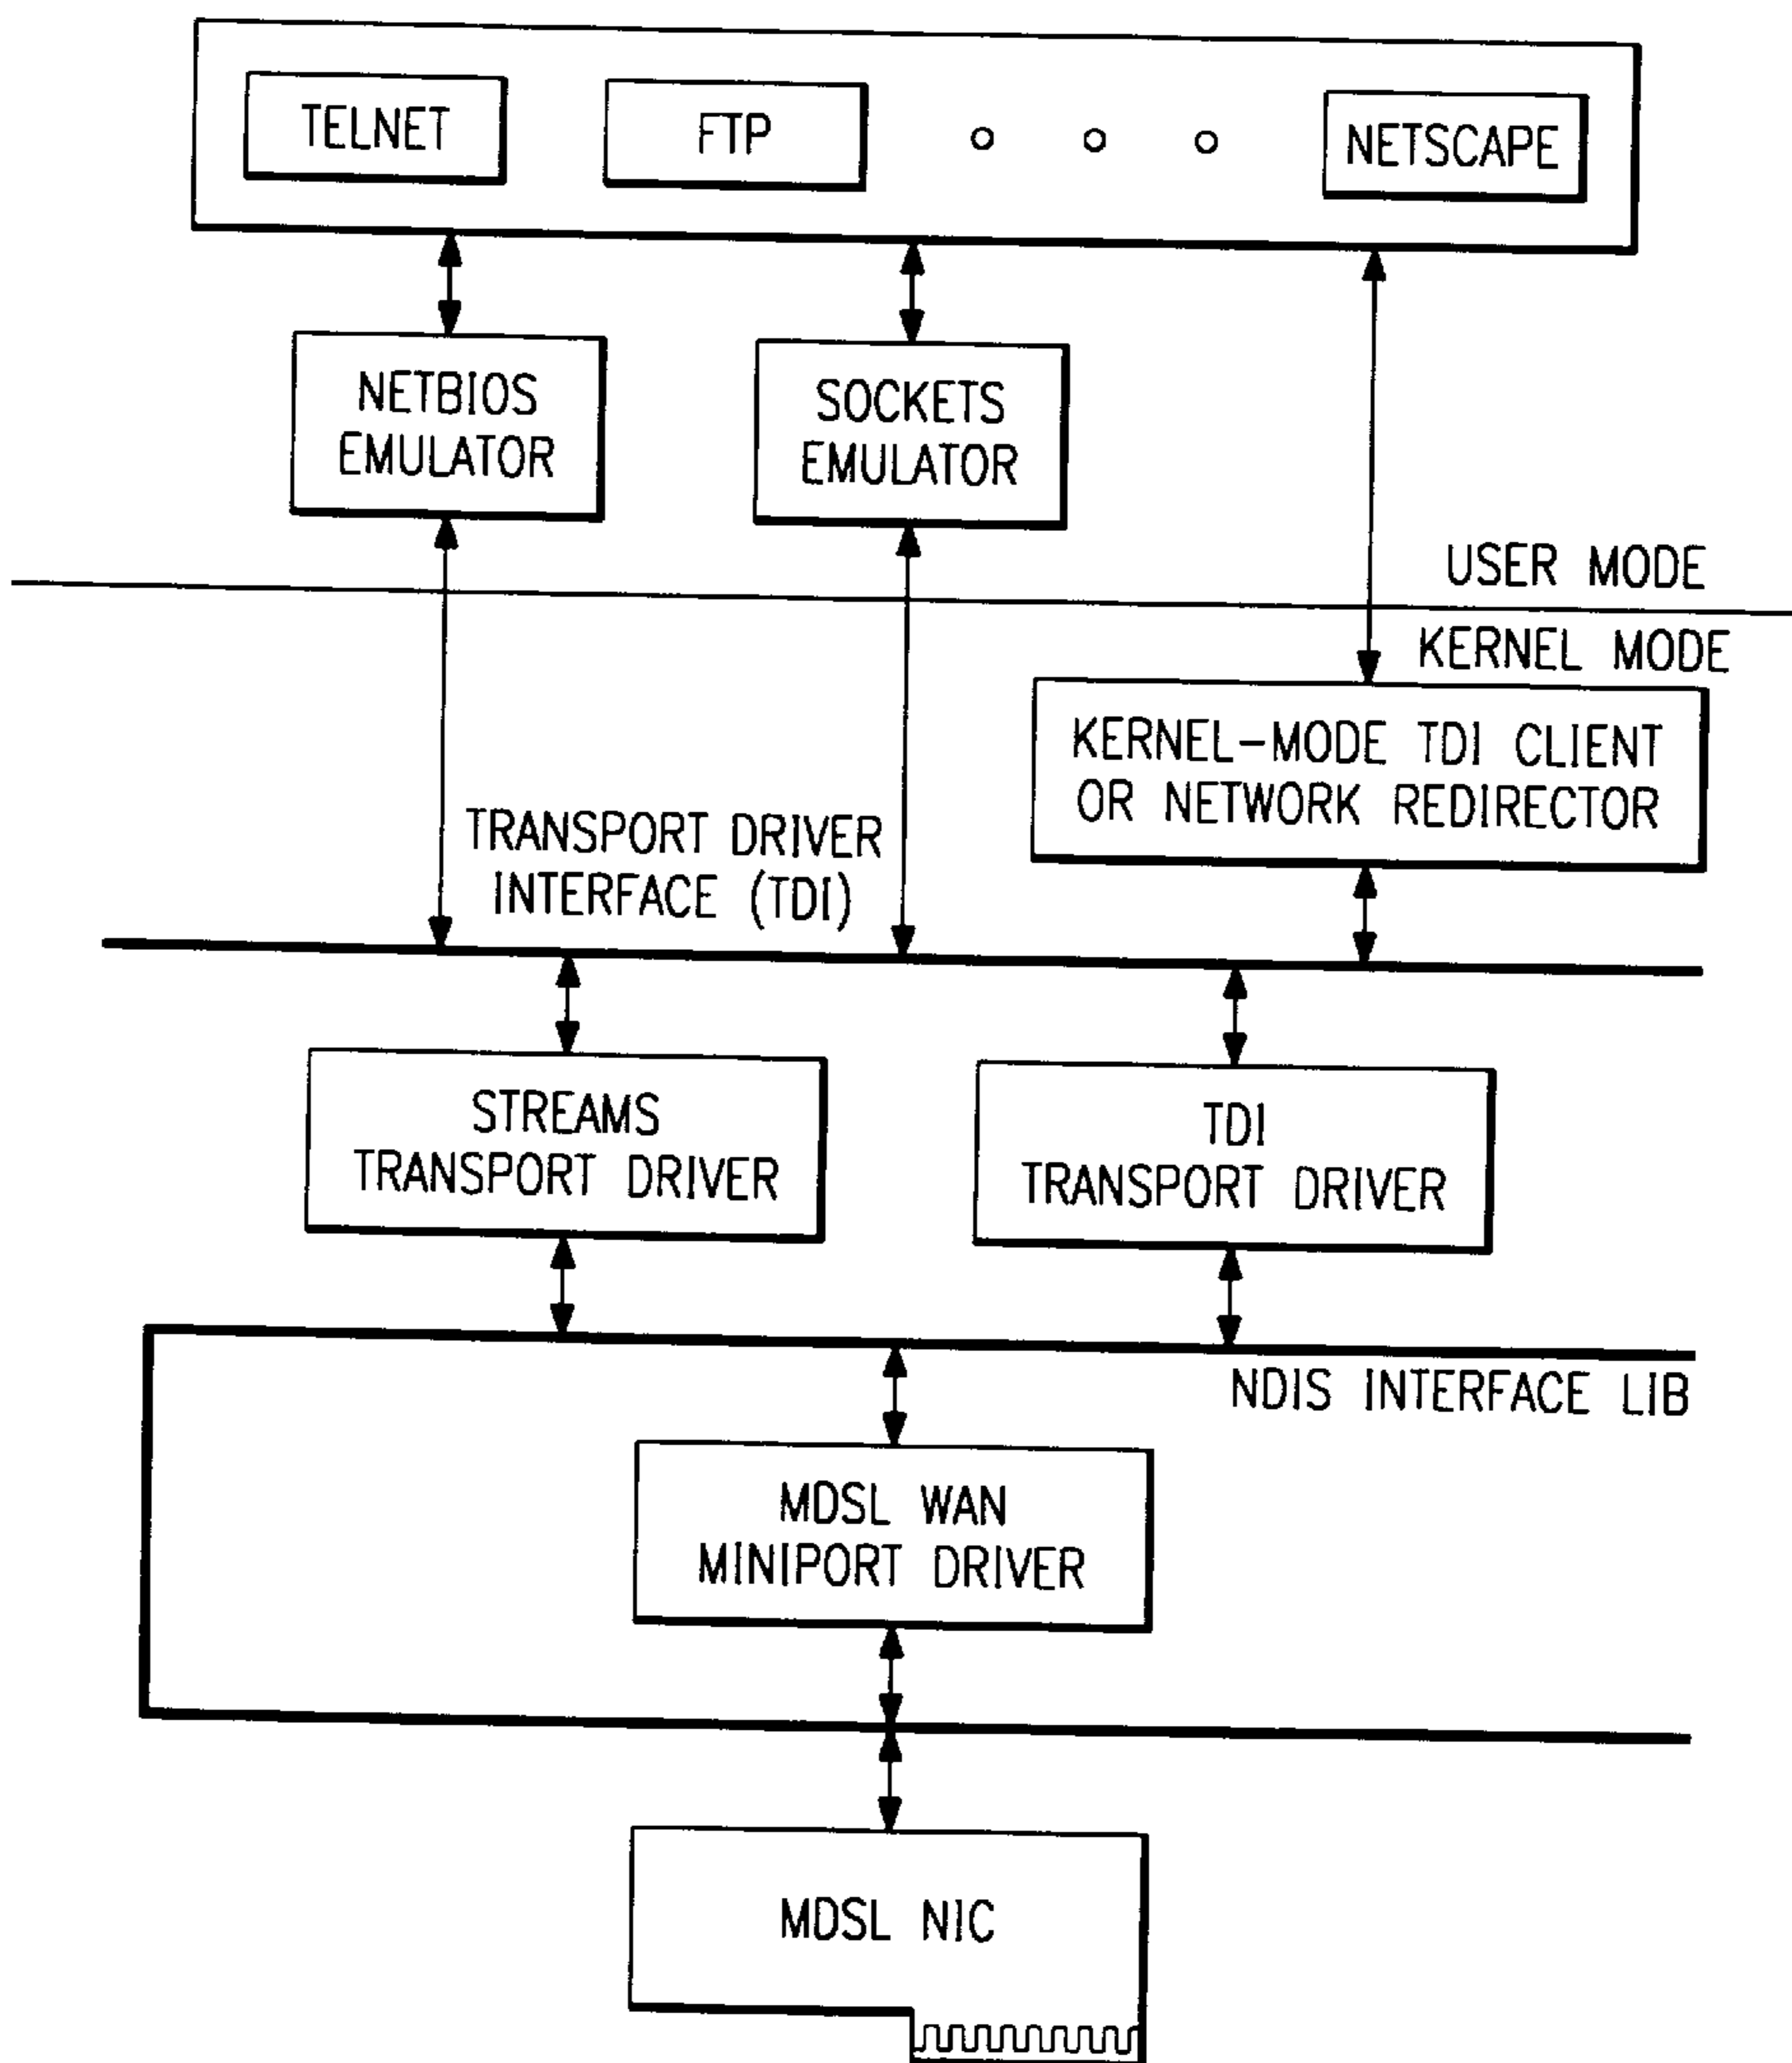 TELNET
FTP
NETSCAPE
NETBIOS
EMULATOR
SOCKETS
EMULATOR
USER MODE
KERNEL MODE
KERNEL-MODE TDI CLIENT
OR NETWORK REDIRECTOR
TRANSPORT DRIVER
INTERFACE (TDI)
STREAMS
TRANSPORT DRIVER
TDI
TRANSPORT DRIVER
NDIS INTERFACE LIB
MDSL WAN
MINIPORT DRIVER
MDSL NIC